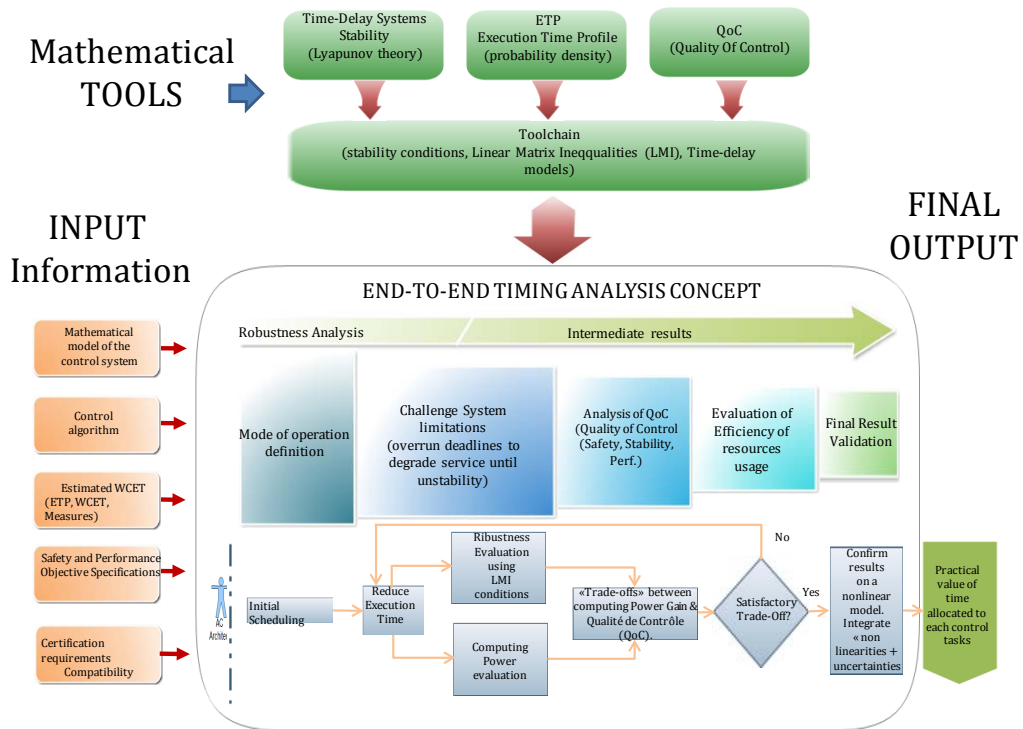 Mathematical
TOOLS
Time-Delay Systems
Stability
(Lyapunov theory)
ETP
Execution Time Profile
(probability density)
QoC
(Quality Of Control)
Toolchain
(stability conditions, Linear Matrix Ineqqualities (LMI), Time-delay
models)
INPUT
Information
FINAL
OUTPUT
END-TO-END TIMING ANALYSIS CONCEPT
Robustness Analysis
Intermediate results
Mathematical
model of the
control system
Control
algorithm
Estimated WCET
(ETP, WCET,
Measures)
Safety and Performance
Objective Specifications
Certification
requirements
Compatibility
Mode of operation
definition
Challenge System
limitations
(overrun deadlines to
degrade service until
unstability)
Analysis of QoC
(Quality of Control
(Safety, Stability,
Perf.)
Evaluation of
Efficiency of
resources
usage
Final Result
Validation
AC
Architer
Initial
Scheduling
Reduce
Execution
Time
Robustness
Evaluation
using
LMI
conditions
Computing
Power
evaluation
«Trade-offs» between
computing Power Gain &
Qualité de Contrôle
(QoC).
Satisfactory
Trade-Off?
No
Yes
Confirm
results
on a
nonlinear
model.
Integrate
« non
linearities +
uncertainties
Practical
value of
time
allocated to
each control
tasks